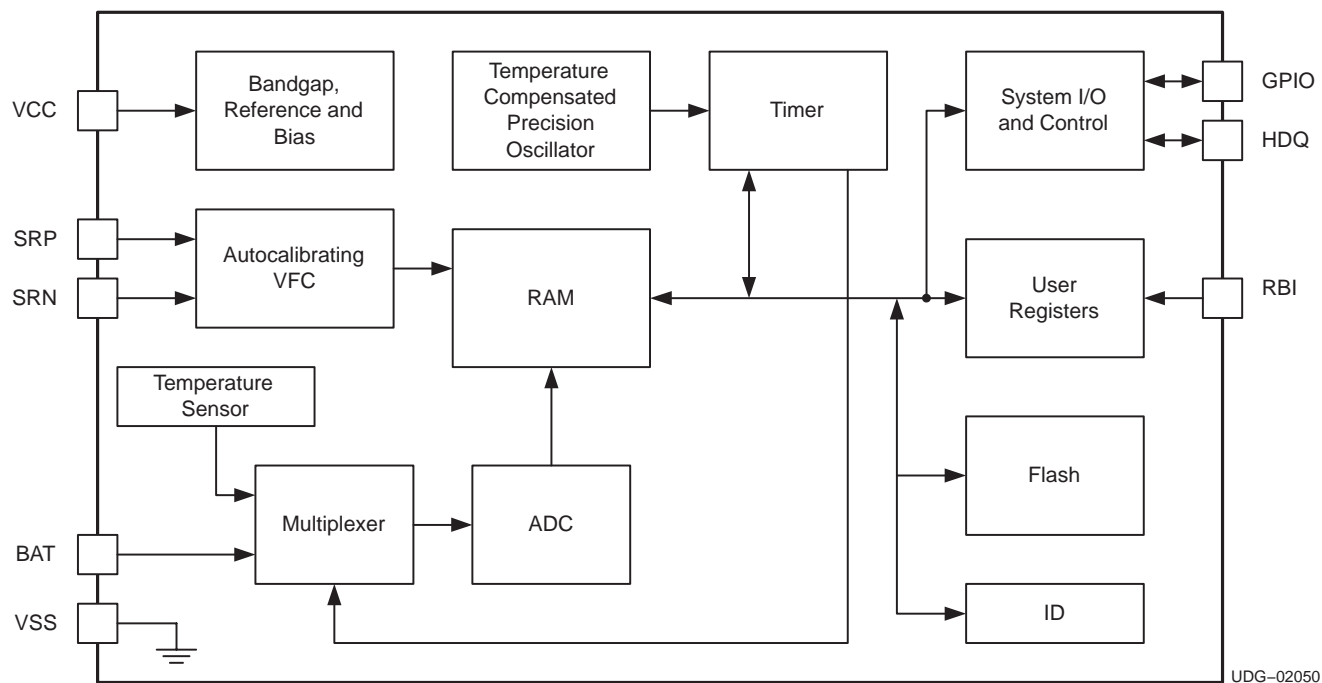 VCC
Bandgap,
Reference and
Bias
Temperature
Compensated
Precision
Oscillator
Timer
System I/O
and Control
GPIO
HDQ
SRP
SRN
Autocalibrating
VFC
RAM
User
Registers
RBI
Temperature
Sensor
Multiplexer
ADC
Flash
BAT
VSS
ID
UDG–02050